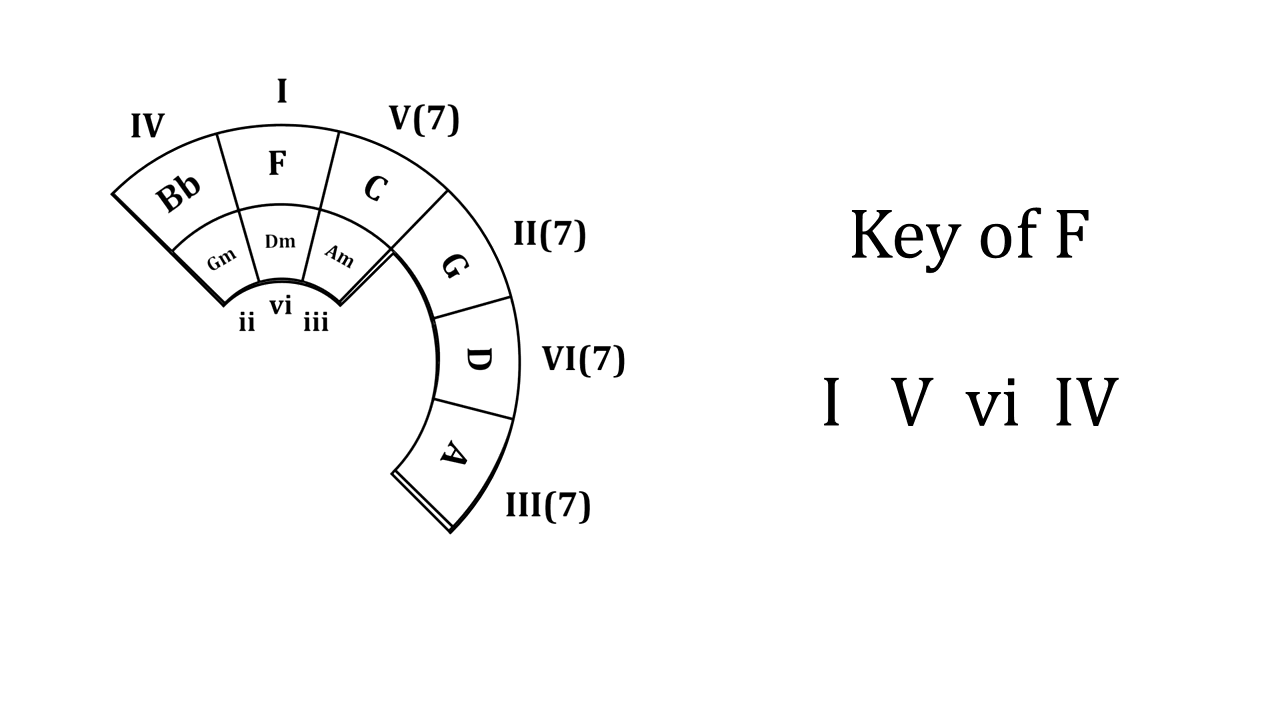 I
IV
V(7)
Bb
F
C
Gm
Dm
Am
ii
vi
iii
G
II(7)
D
VI(7)
A
III(7)
Key of F
I V vi IV